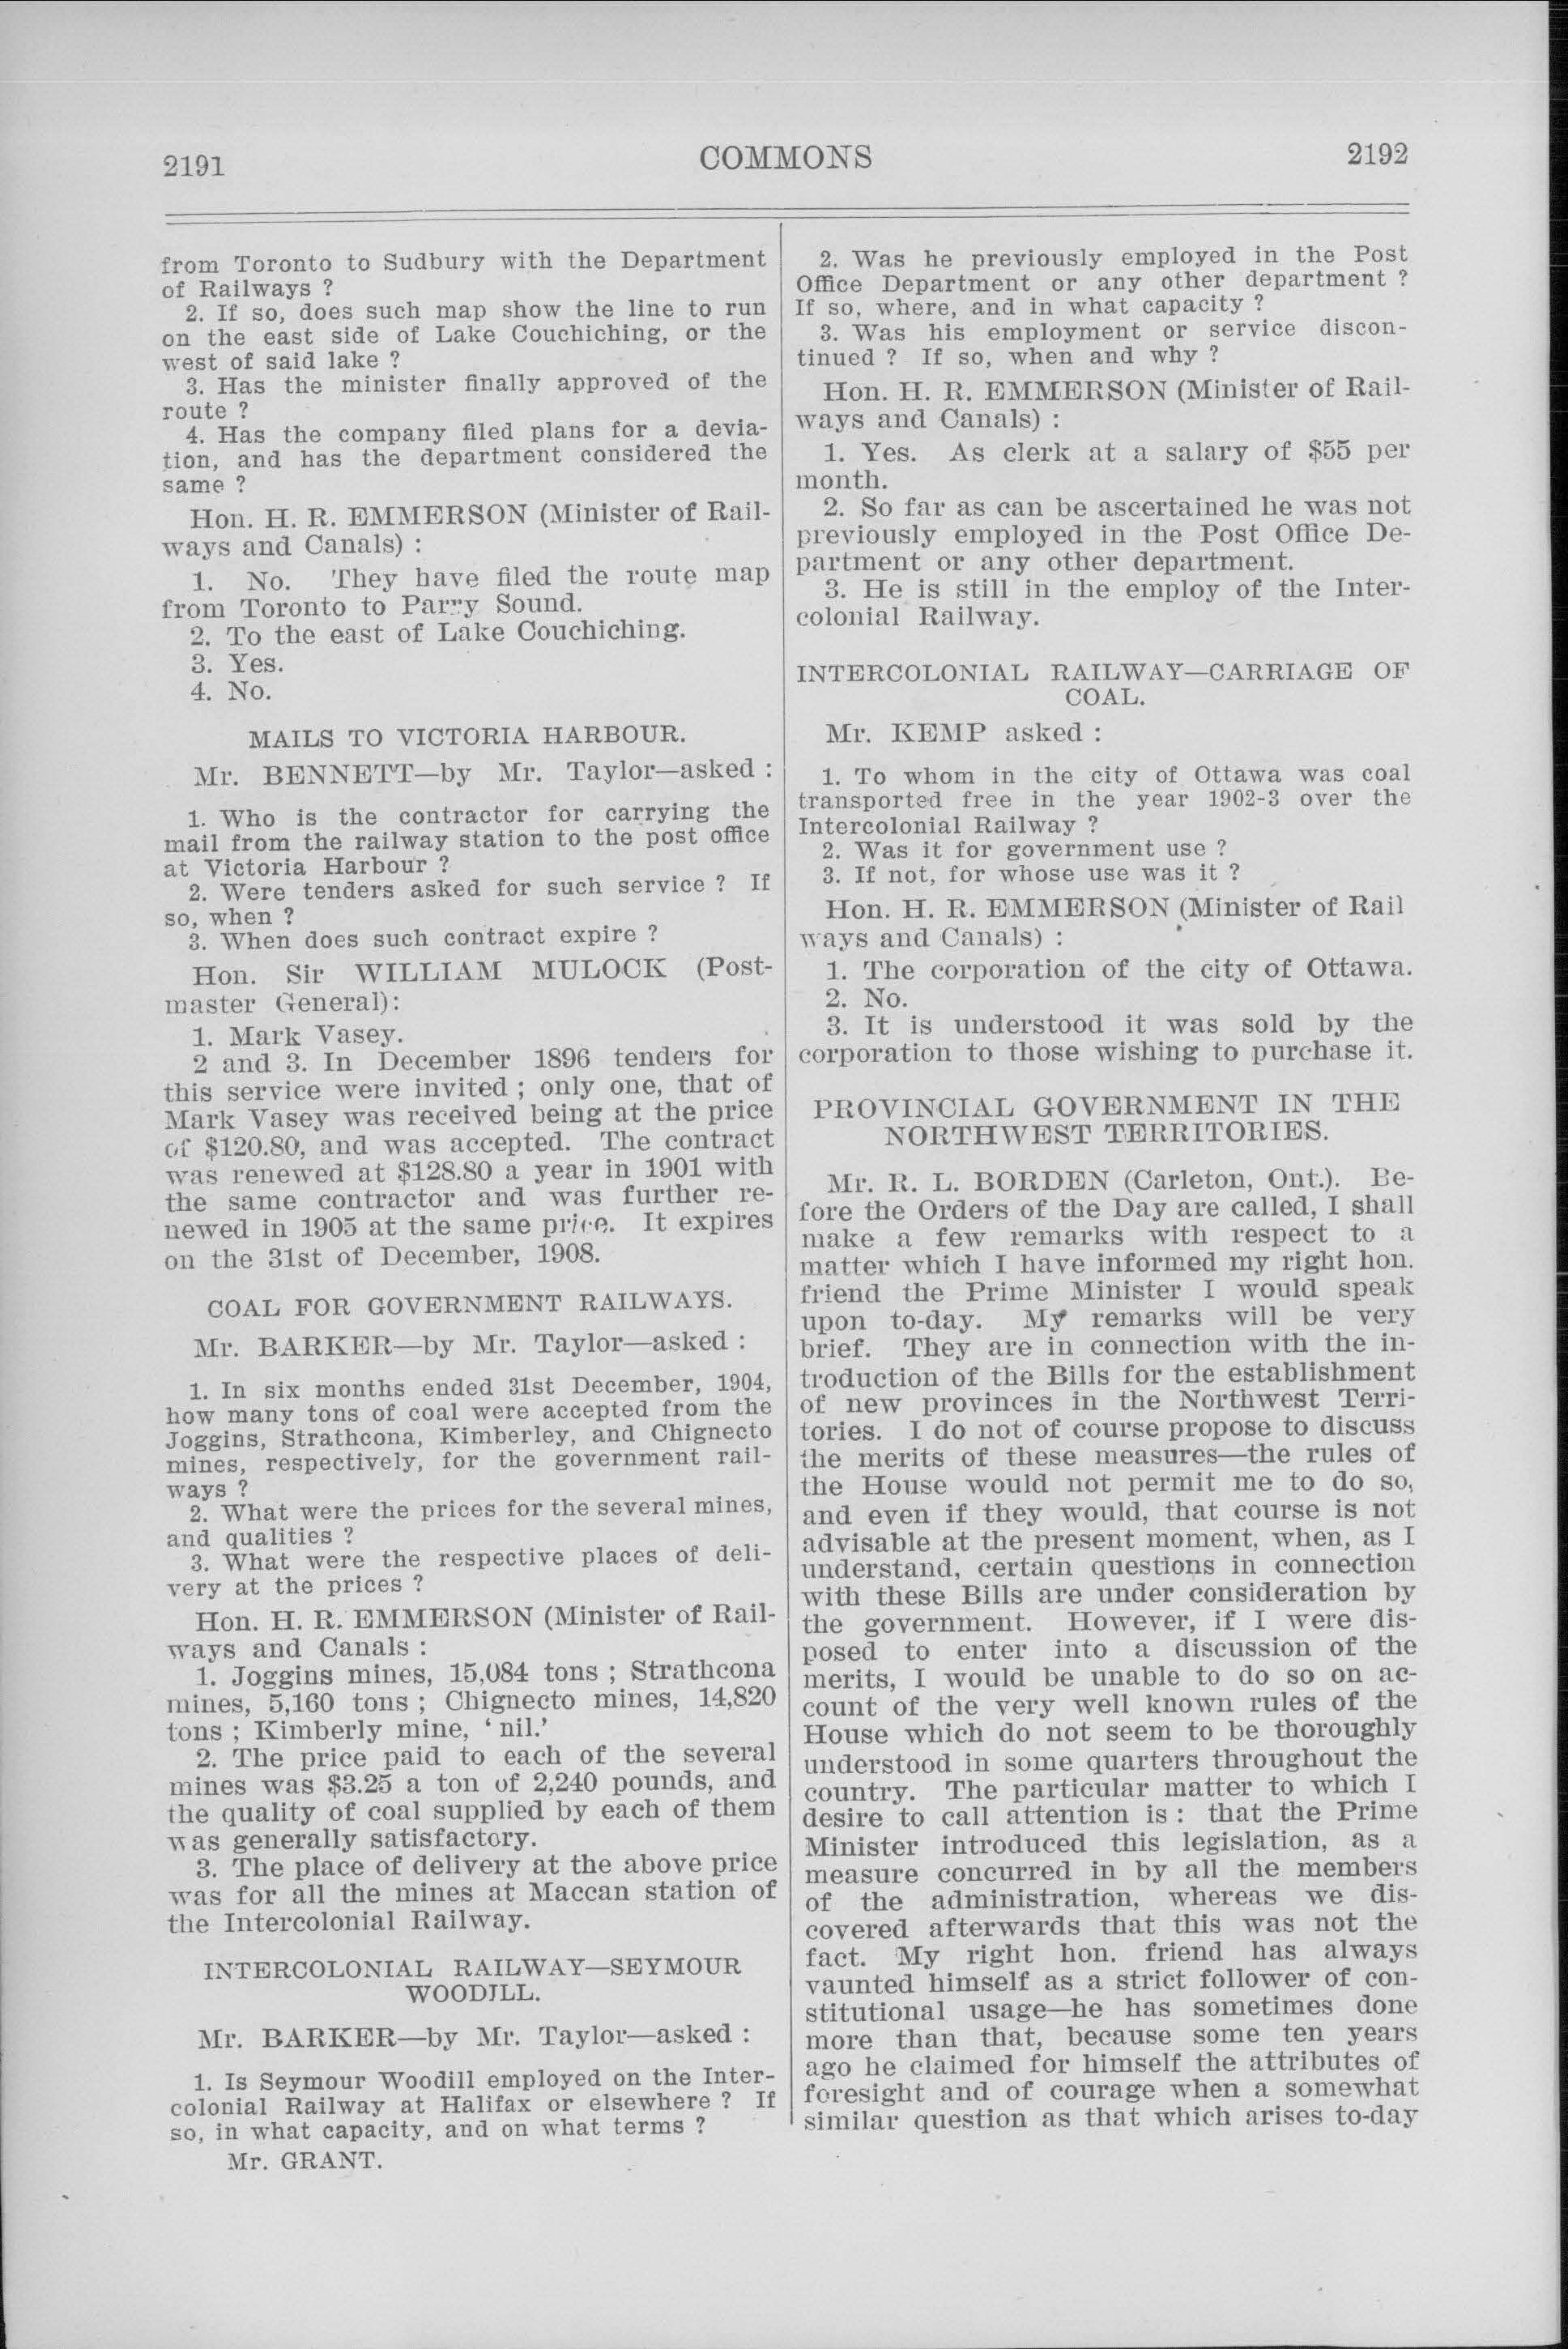 2191
COMMONS
2192
from Toronto to Sudbury with the Department
of Railways ?
2. If so, does such map show the line to run
on the east side of Lake Couchiching, or the
west of said lake ?
3. Has the minister finally approved of the
route ?
4. Has the company filed plans for a devia-
tion, and has the department considered the
same ?
Hon. H. R. EMMERSON (Minister of Rail-
ways and Canals) :
1. No. They have filed the route map
from Toronto to Parry Sound.
2. To the east of Lake Couchiching.
3. Yes.
4. No.
MAILS TO VICTORIA HARBOUR.
Mr. BENNETT—by Mr. Taylor—asked :
1. Who is the contractor for carrying the
mail from the railway station to the post office
at Victoria Harbour ?
2. Were tenders asked for such service ? If
so, when ?
3. When does such contract expire ?
Hon. Sir WILLIAM MULOCK (Post-
master General):
1. Mark Vasey.
2 and 3. In December 1896 tenders for
this service were invited ; only one, that of
Mark Vasey was received being at the price
of $120.80, and was accepted. The contract
was renewed at $128.80 a year in 1901 with
the same contractor and was further re-
newed in 1905 at the same price. It expires
on the 31st of December, 1908.
COAL FOR GOVERNMENT RAILWAYS.
Mr. BARKER—by Mr. Taylor—asked :
1. In six months ended 31st December, 1904,
how many tons of coal were accepted from the
Joggins, Strathcona, Kimberley, and Chignecto
mines, respectively, for the government rail-
ways ?
2. What were the prices for the several mines,
and qualities ?
3. What were the respective places of deli-
very at the prices ?
Hon. H. R. EMMERSON (Minister of Rail-
ways and Canals :
1. Joggins mines, 15,084 tons ; Strathcona
mines, 5,160 tons ; Chignecto mines, 14,820
tons ; Kimberly mine, ‘ nil.’
2. The price paid to each of the several
mines was $3.25 a ton of 2,240 pounds, and
the quality of coal supplied by each of them
was generally satisfactory.
3. The place of delivery at the above price
was for all the mines at Maccan station of
the Intercolonial Railway.
INTERCOLONIAL RAILWAY—SEYMOUR
WOODILL.
Mr. BARKER—by Mr. Taylor—asked :
1. Is Seymour Woodill employed on the Inter-
colonial Railway at Halifax or elsewhere ? If
so, in what capacity, and on what terms ?
Mr. GRANT.
2. Was he previously employed in the Post
Office Department or any other department ?
If so, where, and in what capacity ?
3. Was his employment or service discon-
tinued ? If so, when and why ?
Hon. H. R. EMMERSON (Minister of Rail-
ways and Canals) :
1. Yes. As clerk at a salary of $55 per
month.
2. So far as can be ascertained he was not
previously employed in the Post Office De-
partment or any other department.
3. He is still in the employ of the Inter-
colonial Railway.
INTERCOLONIAL RAILWAY—CARRIAGE OF
COAL.
Mr. KEMP asked :
1. To whom in the city of Ottawa was coal
transported free in the year 1902-3 over the
Intercolonial Railway ?
2. Was it for government use ?
3. If not, for whose use was it ?
Hon. H. R. EMMERSON (Minister of Rail
ways and Canals) :
1. The corporation of the city of Ottawa.
2. No.
3. It is understood it was sold by the
corporation to those wishing to purchase it.
PROVINCIAL GOVERNMENT IN THE
NORTHWEST TERRITORIES.
Mr. R. L. BORDEN (Carleton, Ont.). Be-
fore the Orders of the Day are called, I shall
make a few remarks with respect to a
matter which I have informed my right hon.
friend the Prime Minister I would speak
upon to-day. My remarks will be very
brief. They are in connection with the in-
troduction of the Bills for the establishment
of new provinces in the Northwest Terri-
tories. I do not of course propose to discuss
the merits of these measures—the rules of
the House would not permit me to do so,
and even if they would, that course is not
advisable at the present moment, when, as I
understand, certain questions in connection
with these Bills are under consideration by
the government. However, if I were dis-
posed to enter into a discussion of the
merits, I would be unable to do so on ac-
count of the very well known rules of the
House which do not seem to be thoroughly
understood in some quarters throughout the
country. The particular matter to which I
desire to call attention is : that the Prime
Minister introduced this legislation, as a
measure concurred in by all the members
of the administration, whereas we dis-
covered afterwards that this was not the
fact. My right hon. friend has always
vaunted himself as a strict follower of con-
stitutional usage—he has sometimes done
more than that, because some ten years
ago he claimed for himself the attributes of
foresight and of courage when a somewhat
similar question as that which arises to-day